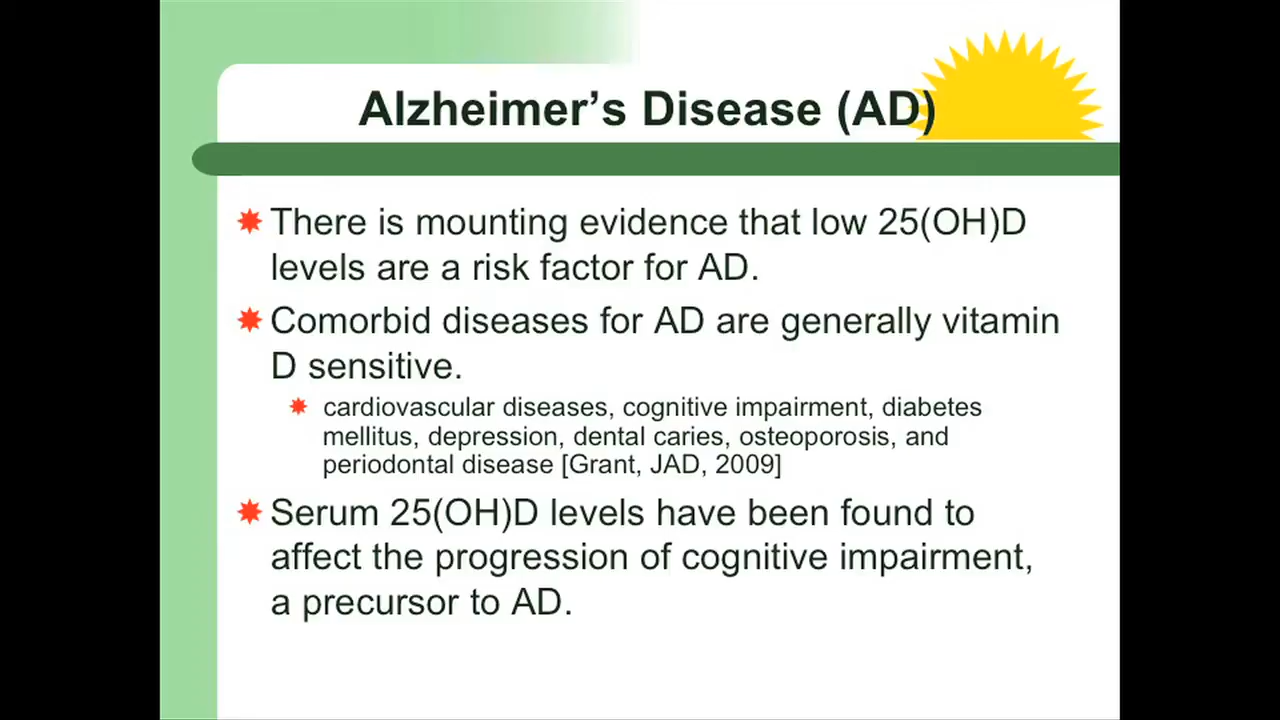 Alzheimer’s Disease (AD)
There is mounting evidence that low 25(OH)D
levels are a risk factor for AD.
Comorbid diseases for AD are generally vitamin
D sensitive.
cardiovascular diseases, cognitive impairment, diabetes
mellitus, depression, dental caries, osteoporosis, and
periodontal disease [Grant, JAD, 2009]
Serum 25(OH)D levels have been found to
affect the progression of cognitive impairment,
a precursor to AD.